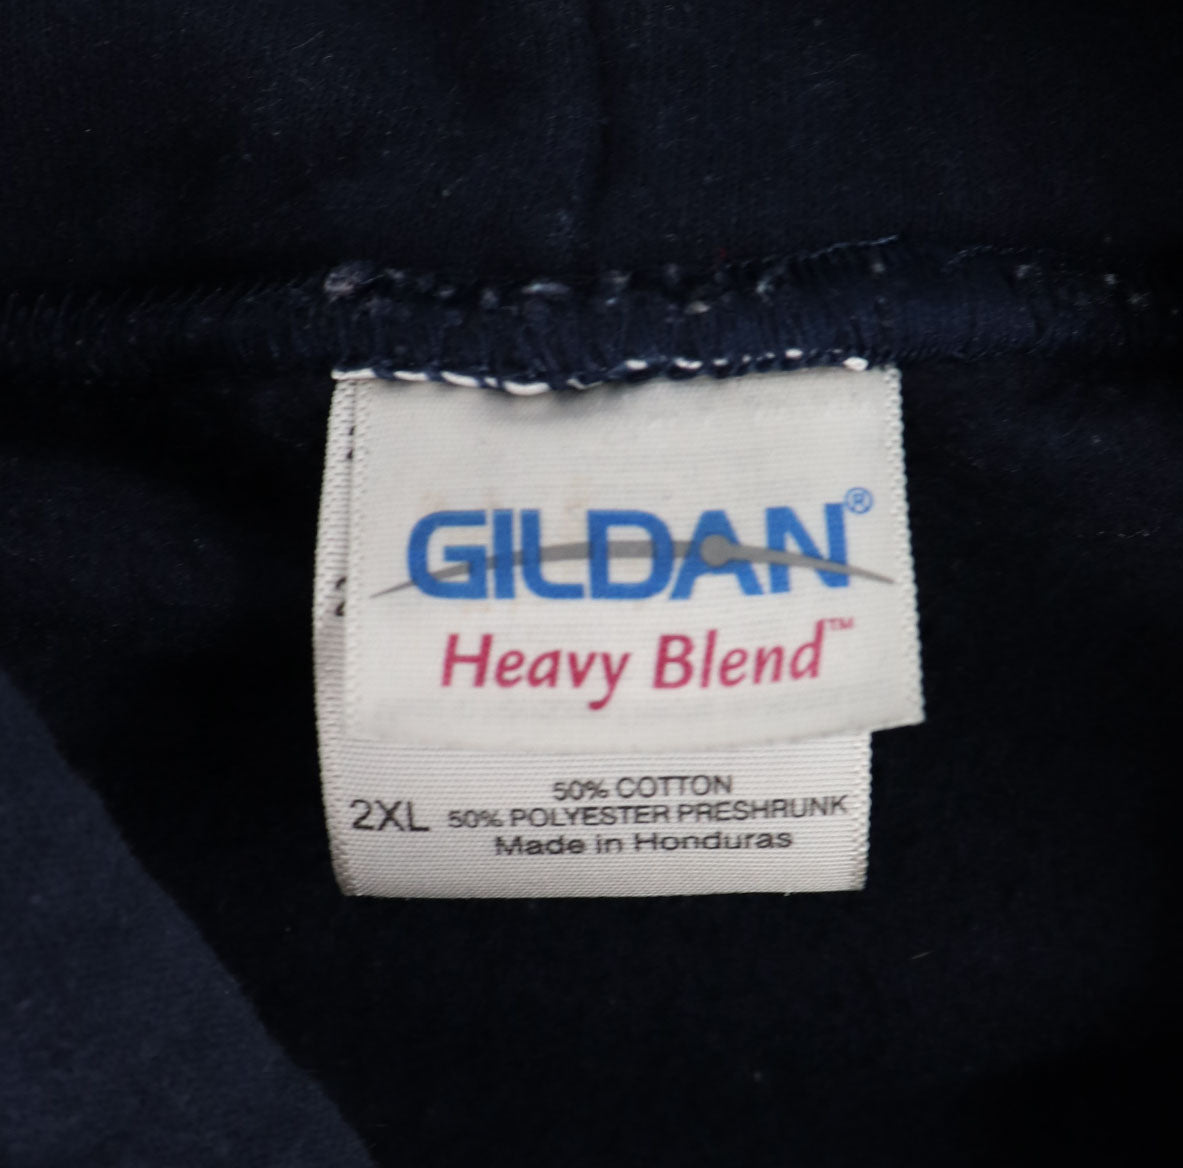 GILDAN®
Heavy Blend™
50% COTTON
2XL 50% POLYESTER PRESHRUNK
Made in Honduras